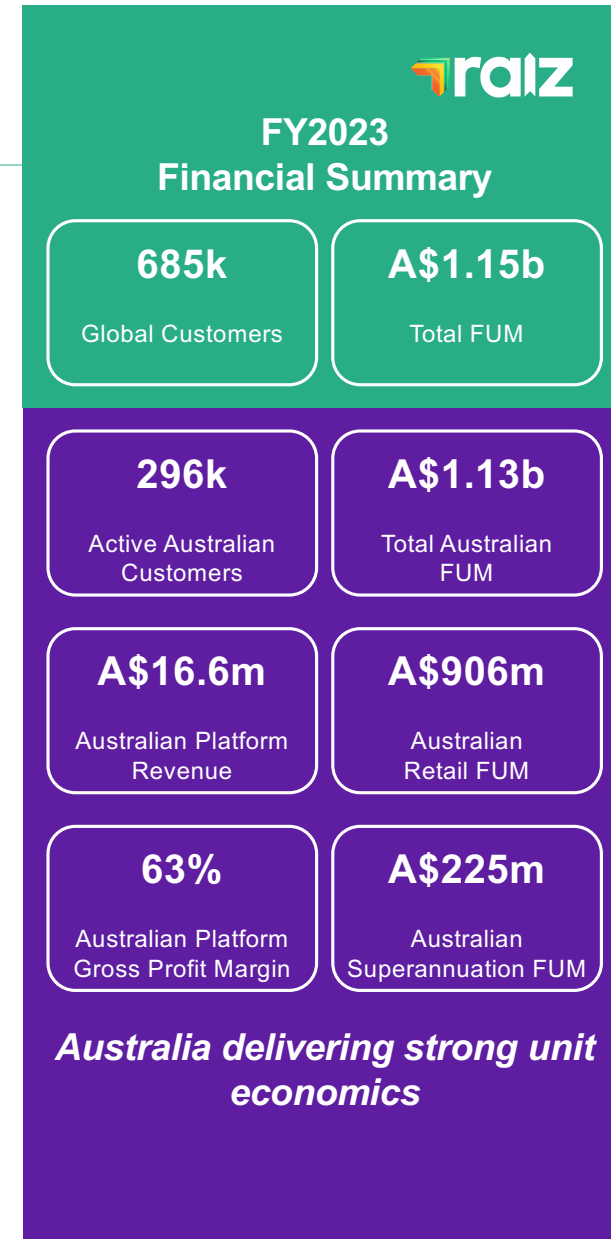 raiz
FY2023
Financial Summary
685k
Global Customers
A$1.15b
Total FUM
296k
Active Australian
Customers
A$1.13b
Total Australian
FUM
A$16.6m
Australian Platform
Revenue
A$906m
Australian
Retail FUM
63%
Australian Platform
Gross Profit Margin
A$225m
Australian
Superannuation FUM
Australia delivering strong unit
economics